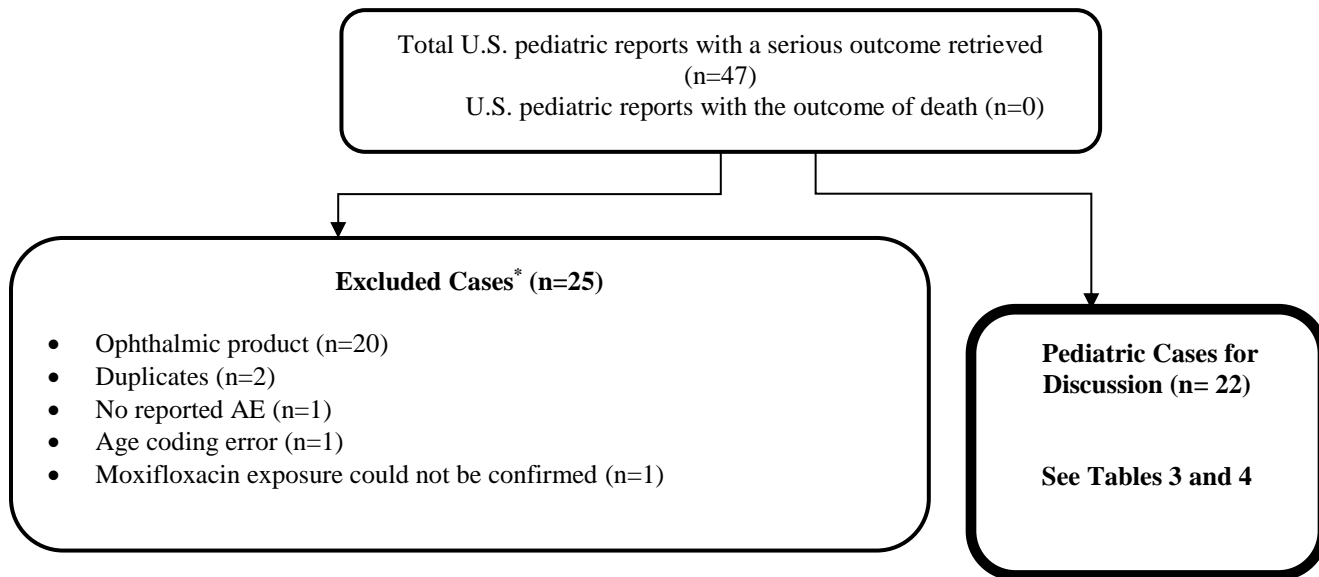 Total U.S. pediatric reports with a serious outcome retrieved
(n=47)
U.S. pediatric reports with the outcome of death (n=0)
Excluded Cases* (n=25)
• Ophthalmic product (n=20)
• Duplicates (n=2)
• No reported AE (n=1)
• Age coding error (n=1)
• Moxifloxacin exposure could not be confirmed (n=1)
Pediatric Cases for
Discussion (n= 22)
See Tables 3 and 4